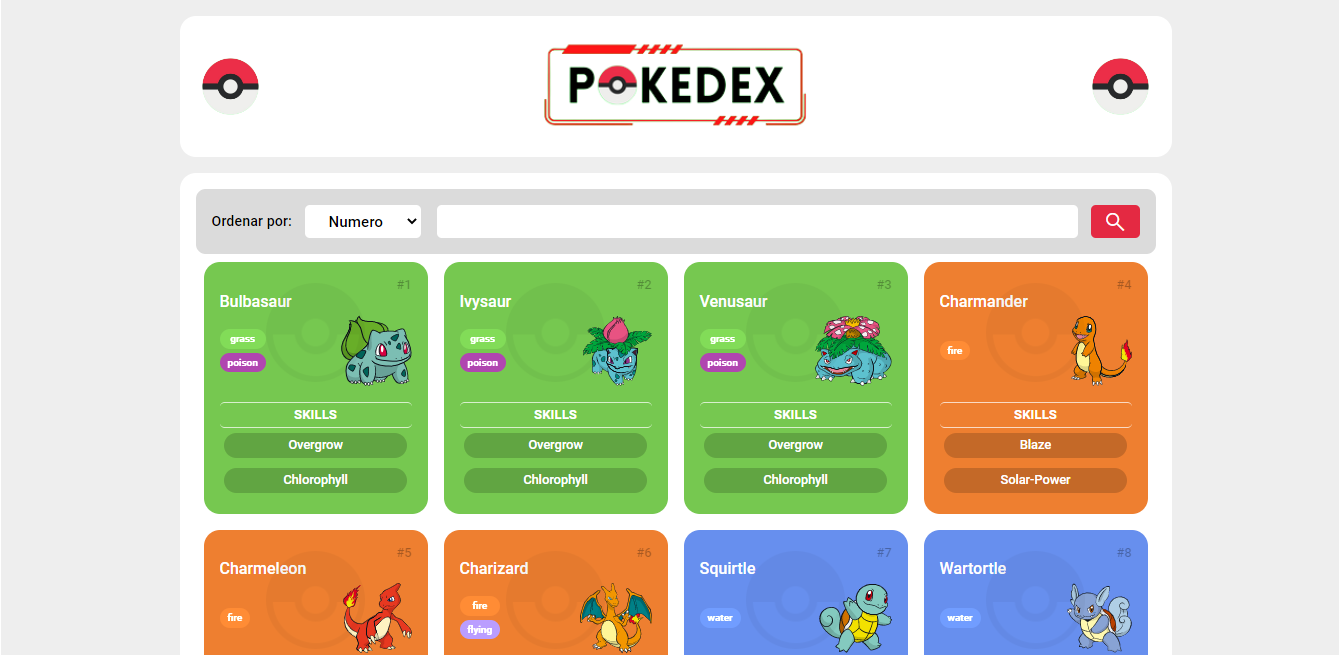 POKEDEX
Ordenar por: Numero
#1
Bulbasaur
grass
poison
SKILLS
Overgrow
Chlorophyll
#2
Ivysaur
grass
poison
SKILLS
Overgrow
Chlorophyll
#3
Venusaur
grass
poison
SKILLS
Overgrow
Chlorophyll
#4
Charmander
fire
SKILLS
Blaze
Solar-Power
#5
Charmeleon
fire
#6
Charizard
fire
flying
#7
Squirtle
water
#8
Wartortle
water